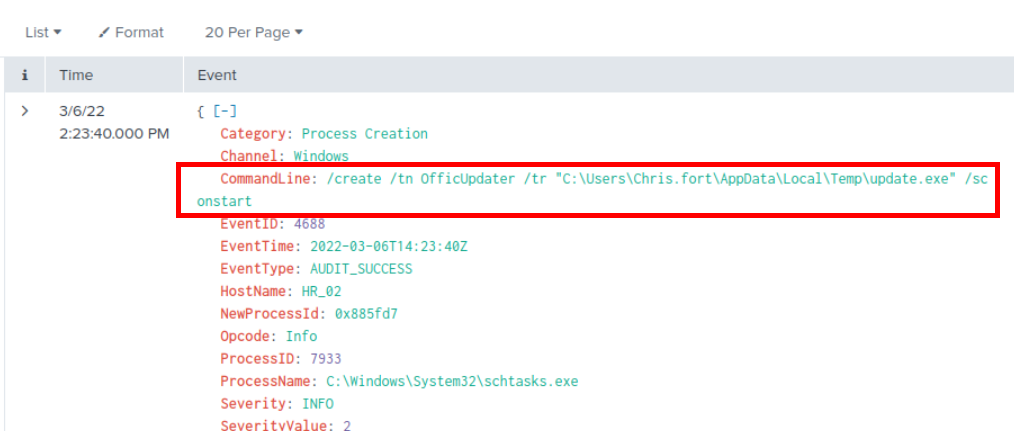 List 	Format 	20 Per Page
i	Time	Event
3/6/22	{ [-]
2:23:40.000 PM	Category: Process Creation
Channel: Windows
CommandLine: /create /tn OfficUpdater /tr "C:\Users\Chris.fort\AppData\Local\Temp\update.exe" /sc
onstart
EventID: 4688
EventTime: 2022-03-06T14:23:40Z
EventType: AUDIT_SUCCESS
HostName: HR_02
NewProcessId: 0x885fd7
Opcode: Info
ProcessID: 7933
ProcessName: C:\Windows\System32\schtasks.exe
Severity: INFO
SeverityValue: 2